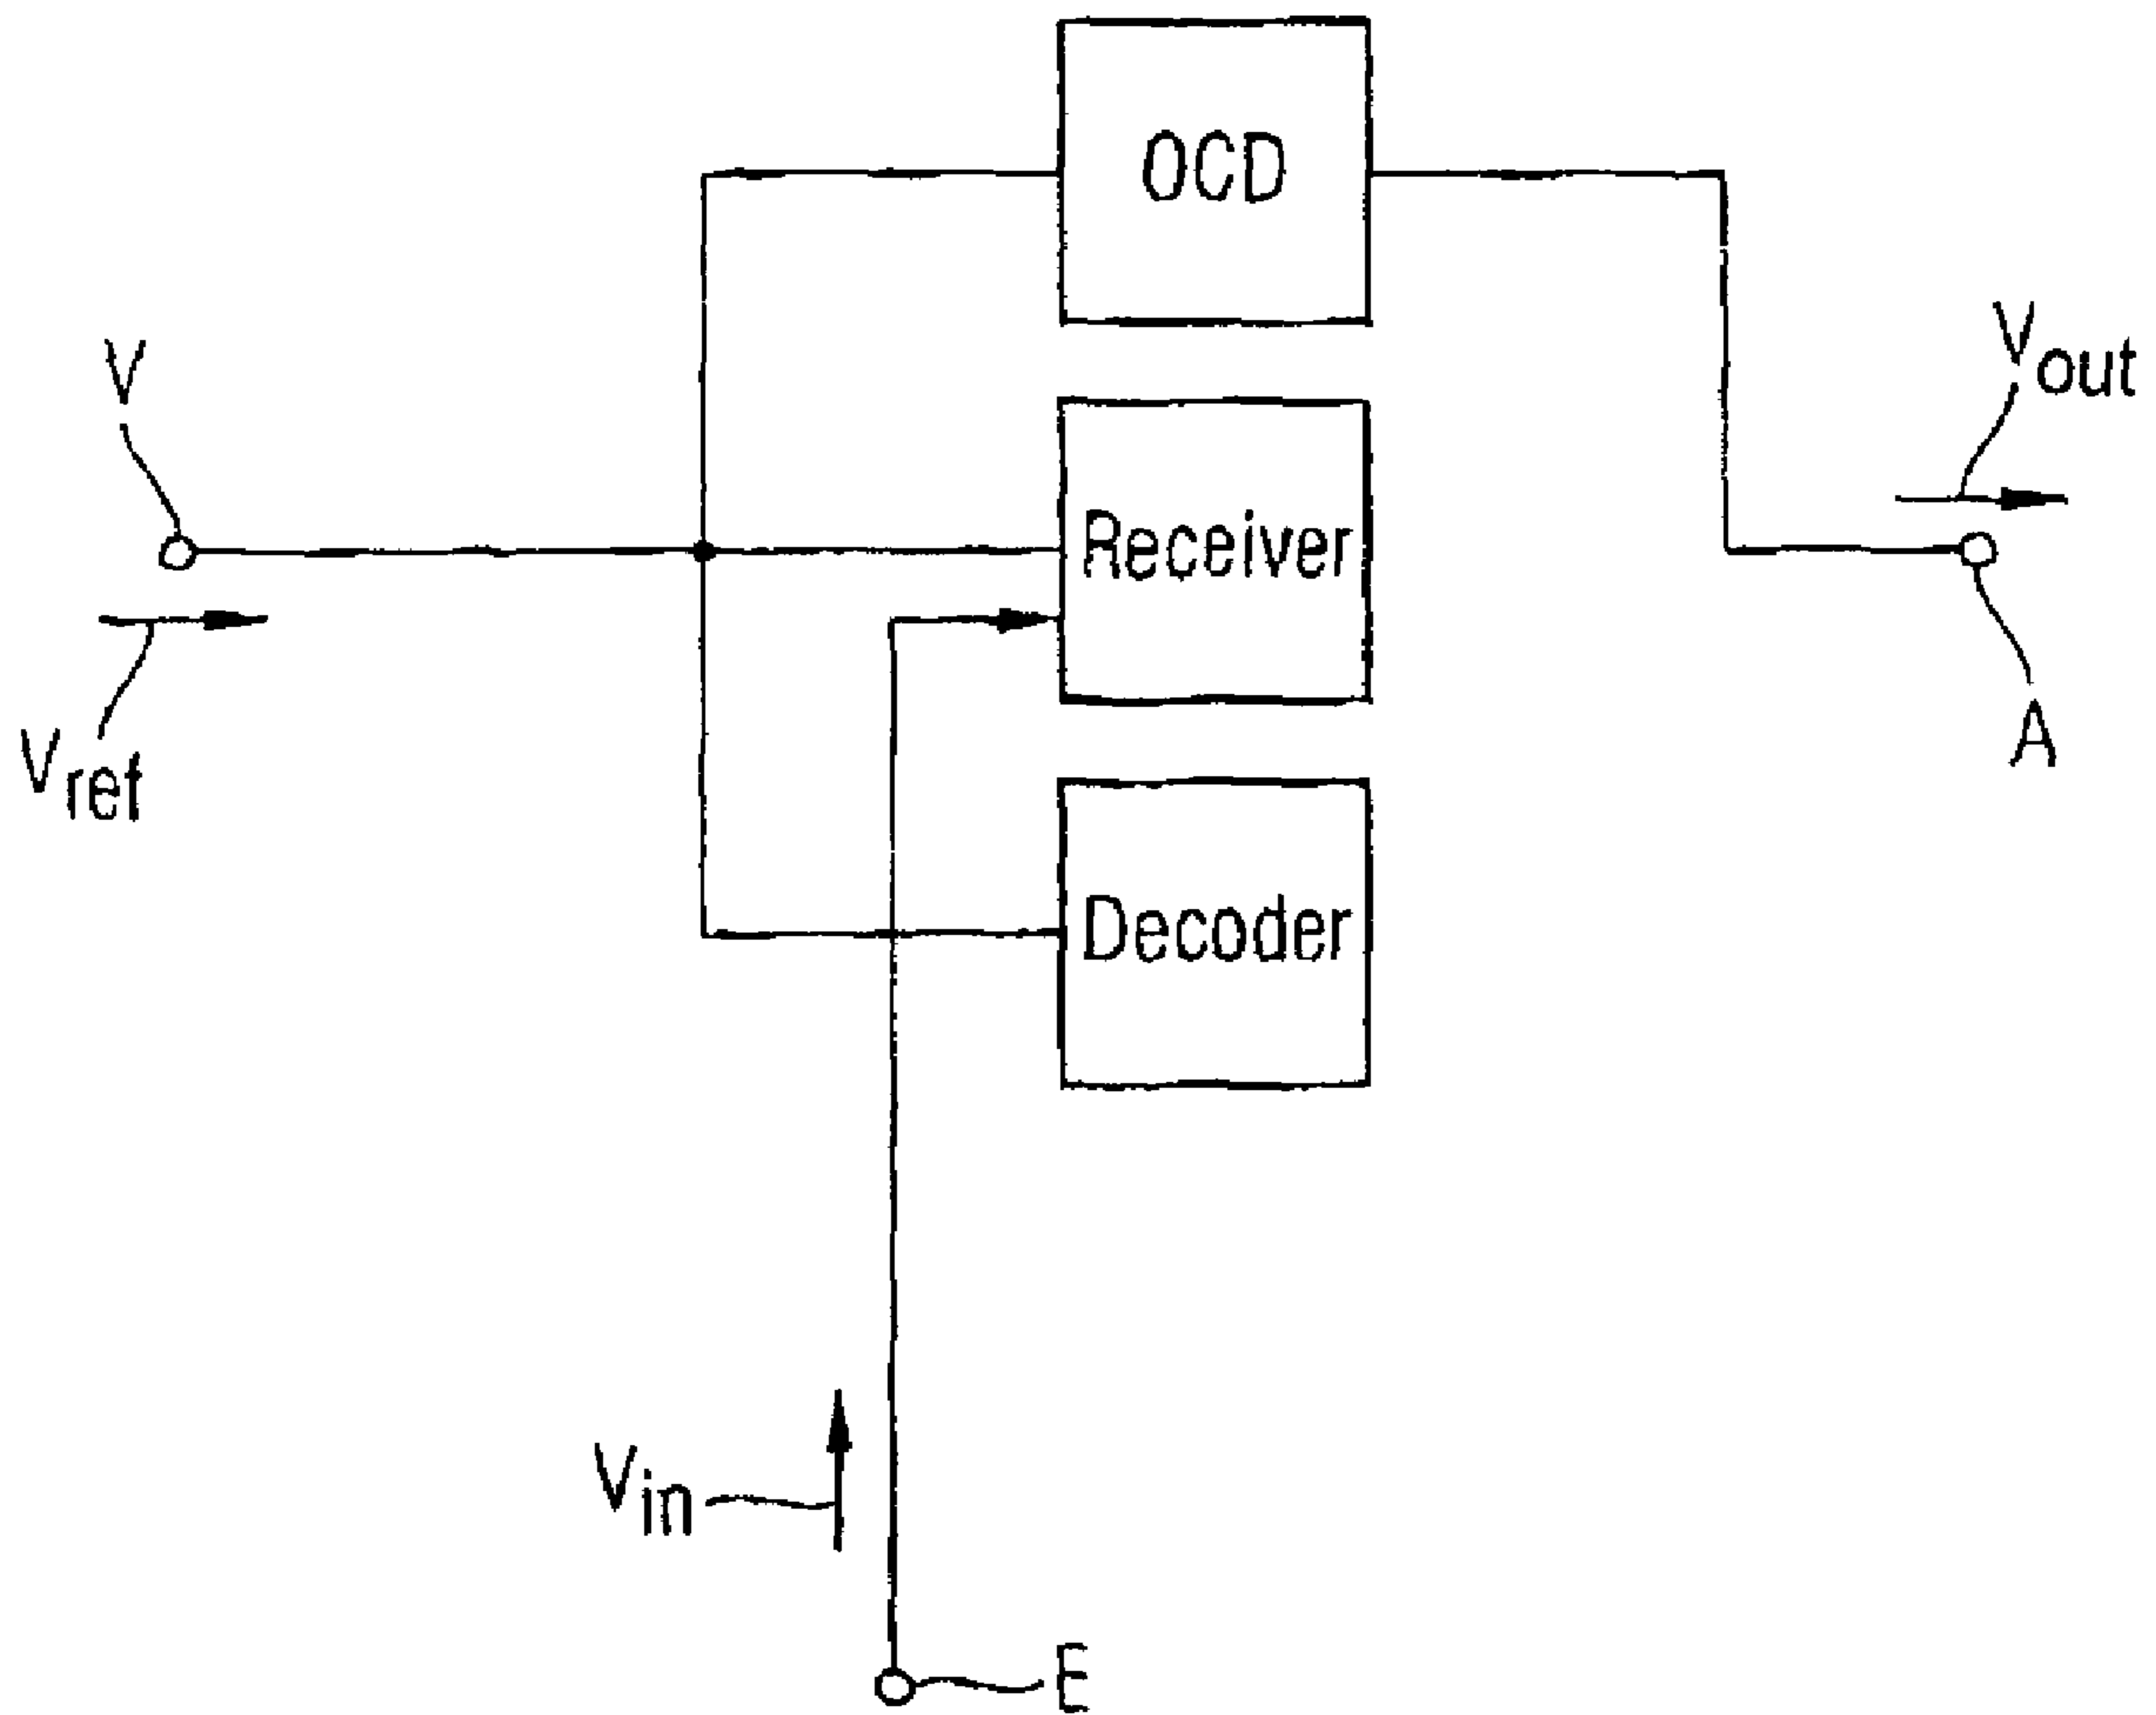 OCD
V
Vout
Receiver
Vref
A
Decoder
Vin
E